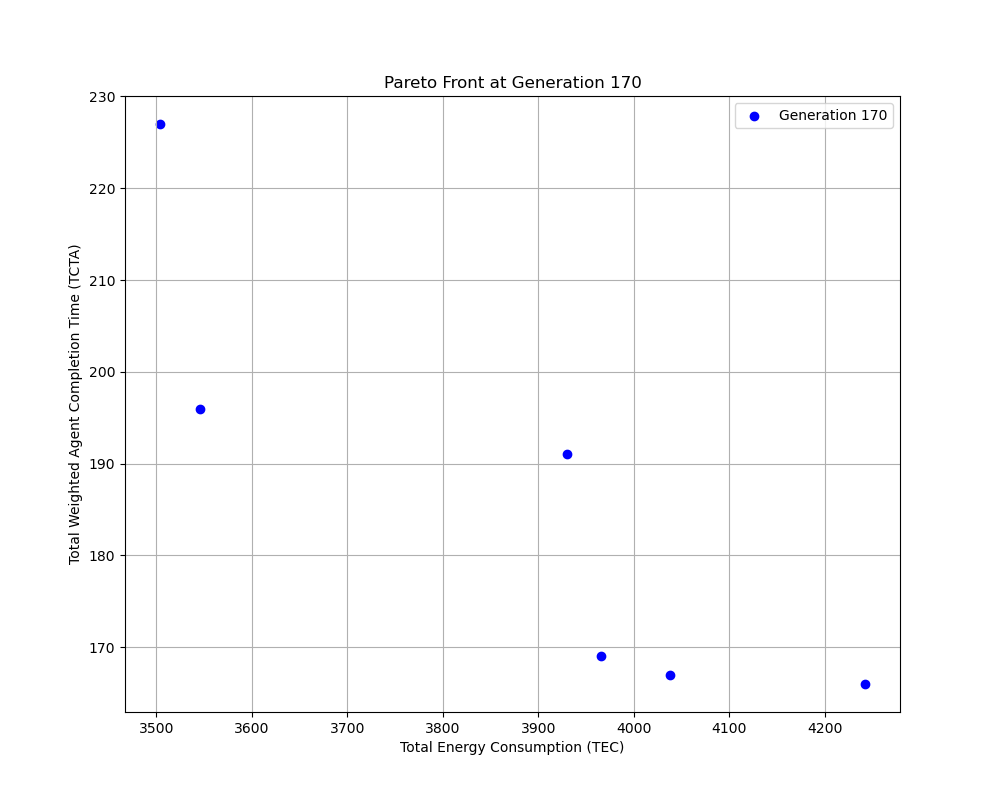 Pareto Front at Generation 170
Generation 170
Total Weighted Agent Completion Time (TCTA)
230
220
210
200
190
180
170
3500 3600 3700 3800 3900 4000 4100 4200
Total Energy Consumption (TEC)